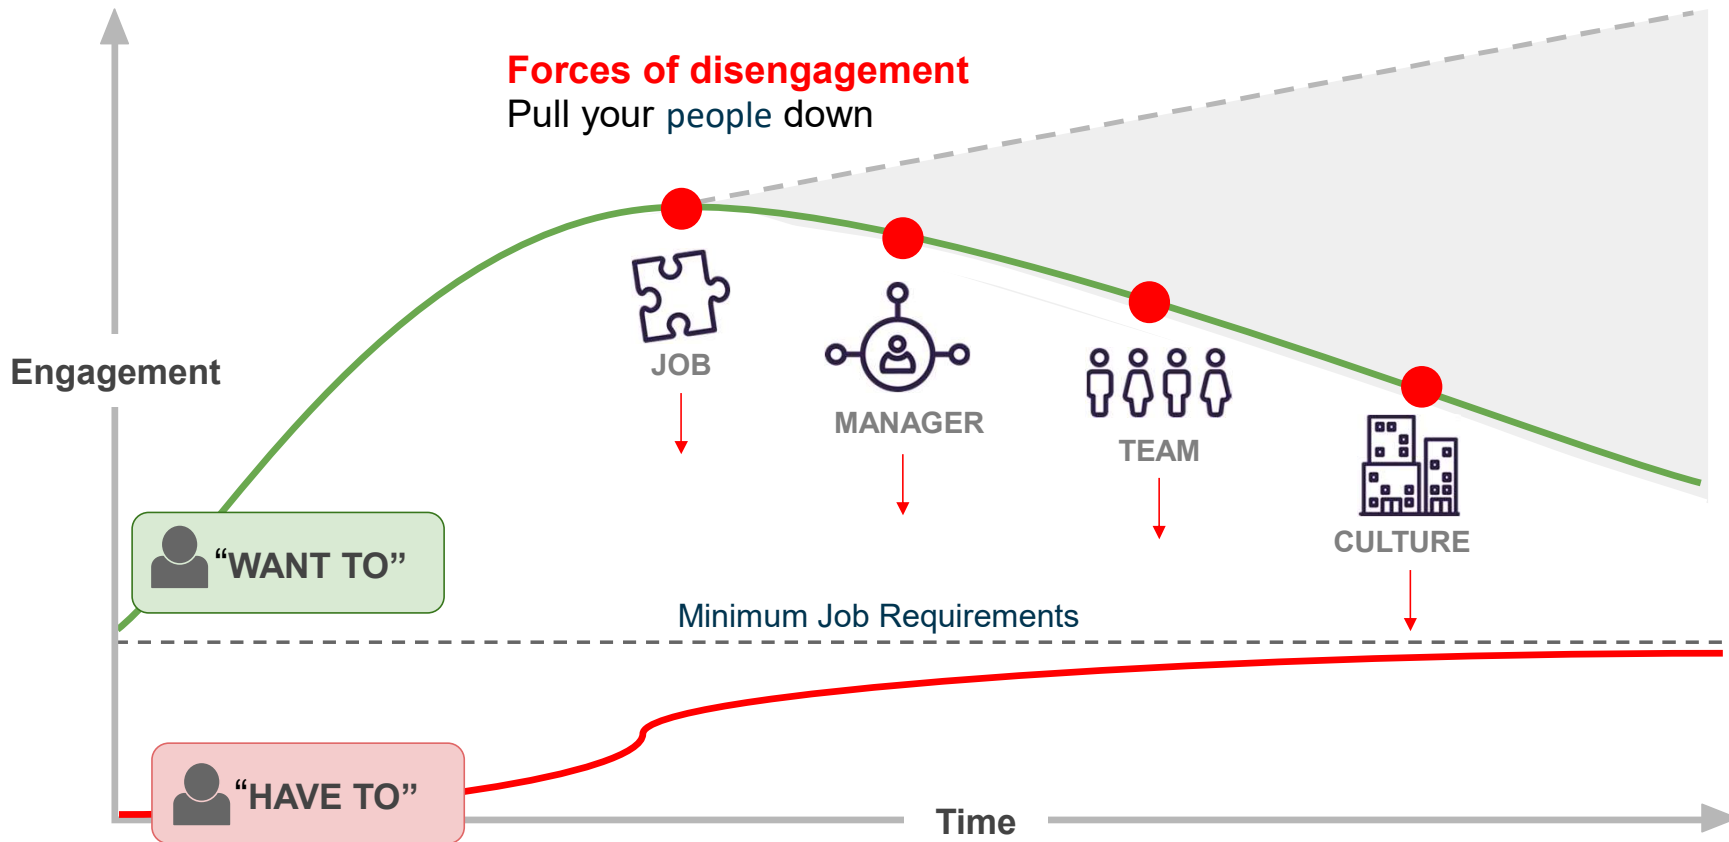 Forces of disengagement
Pull your people down
JOB
MANAGER
TEAM
CULTURE
Engagement
“WANT TO”
Minimum Job Requirements
“HAVE TO”
Time